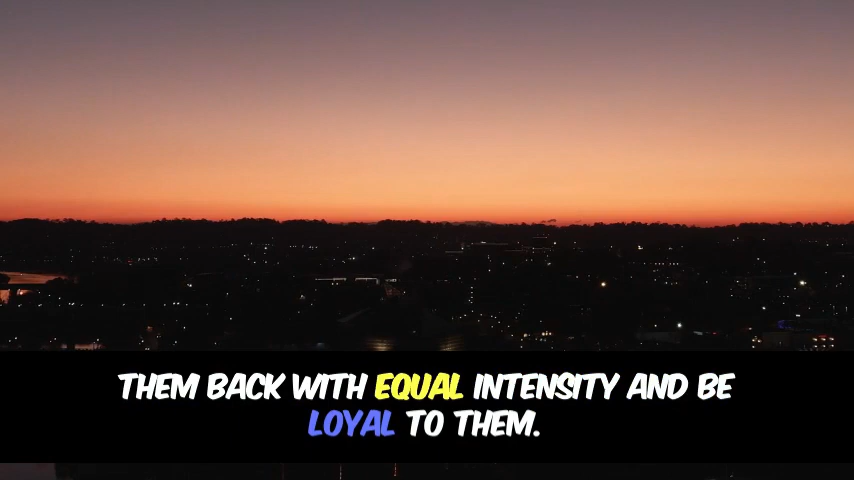 THEM BACK WITH EQUAL INTENSITY AND BE
LOYAL TO THEM.